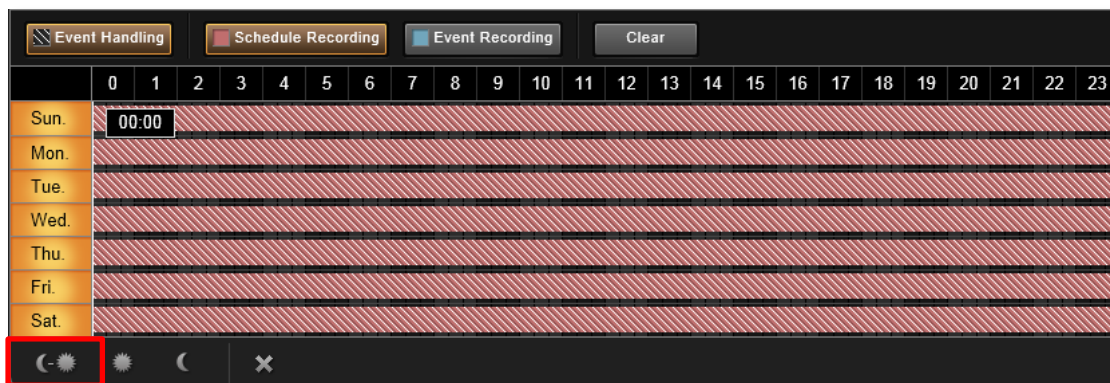 Event Handling Schedule Recording Event Recording Clear
0 1 2 3 4 5 6 7 8 9 10 11 12 13 14 15 16 17 18 19 20 21 22 23
Sun. 00:00
Mon.
Tue.
Wed.
Thu.
Fri.
Sat.